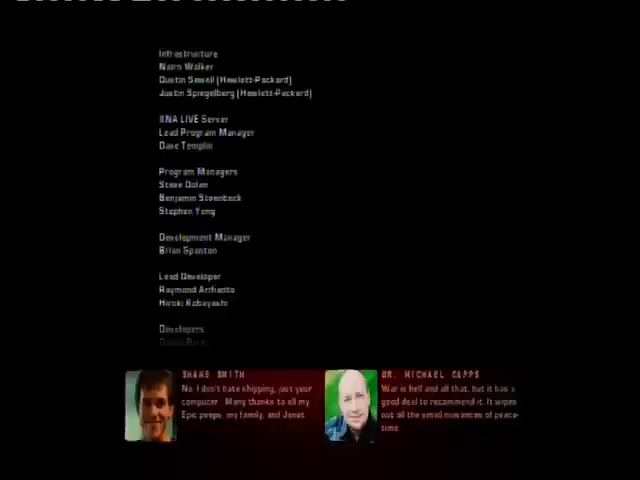 Infrastructure
Nairn Walker
Dustin Sewell (Hewlett-Packard)
Justin Spiegelberg (Hewlett-Packard)
XNA LIVE Server
Lead Program Manager
Dave Templin
Program Managers
Steve Dolan
Benjamin Steenbock
Stephen Yong
Development Manager
Brian Spanton
Lead Developer
Raymond Arifianto
Hiroki Kobayashi
Developers
SHANE SMITH
No, I don't hate shipping, just your
computer. Many thanks to all my
Epic peeps, my family, and Janet.
DR. MICHAEL CAPPS
War is hell and all that, but it has a
good deal to recommend it. It wipes
out all the small nuisances of peace-
time.